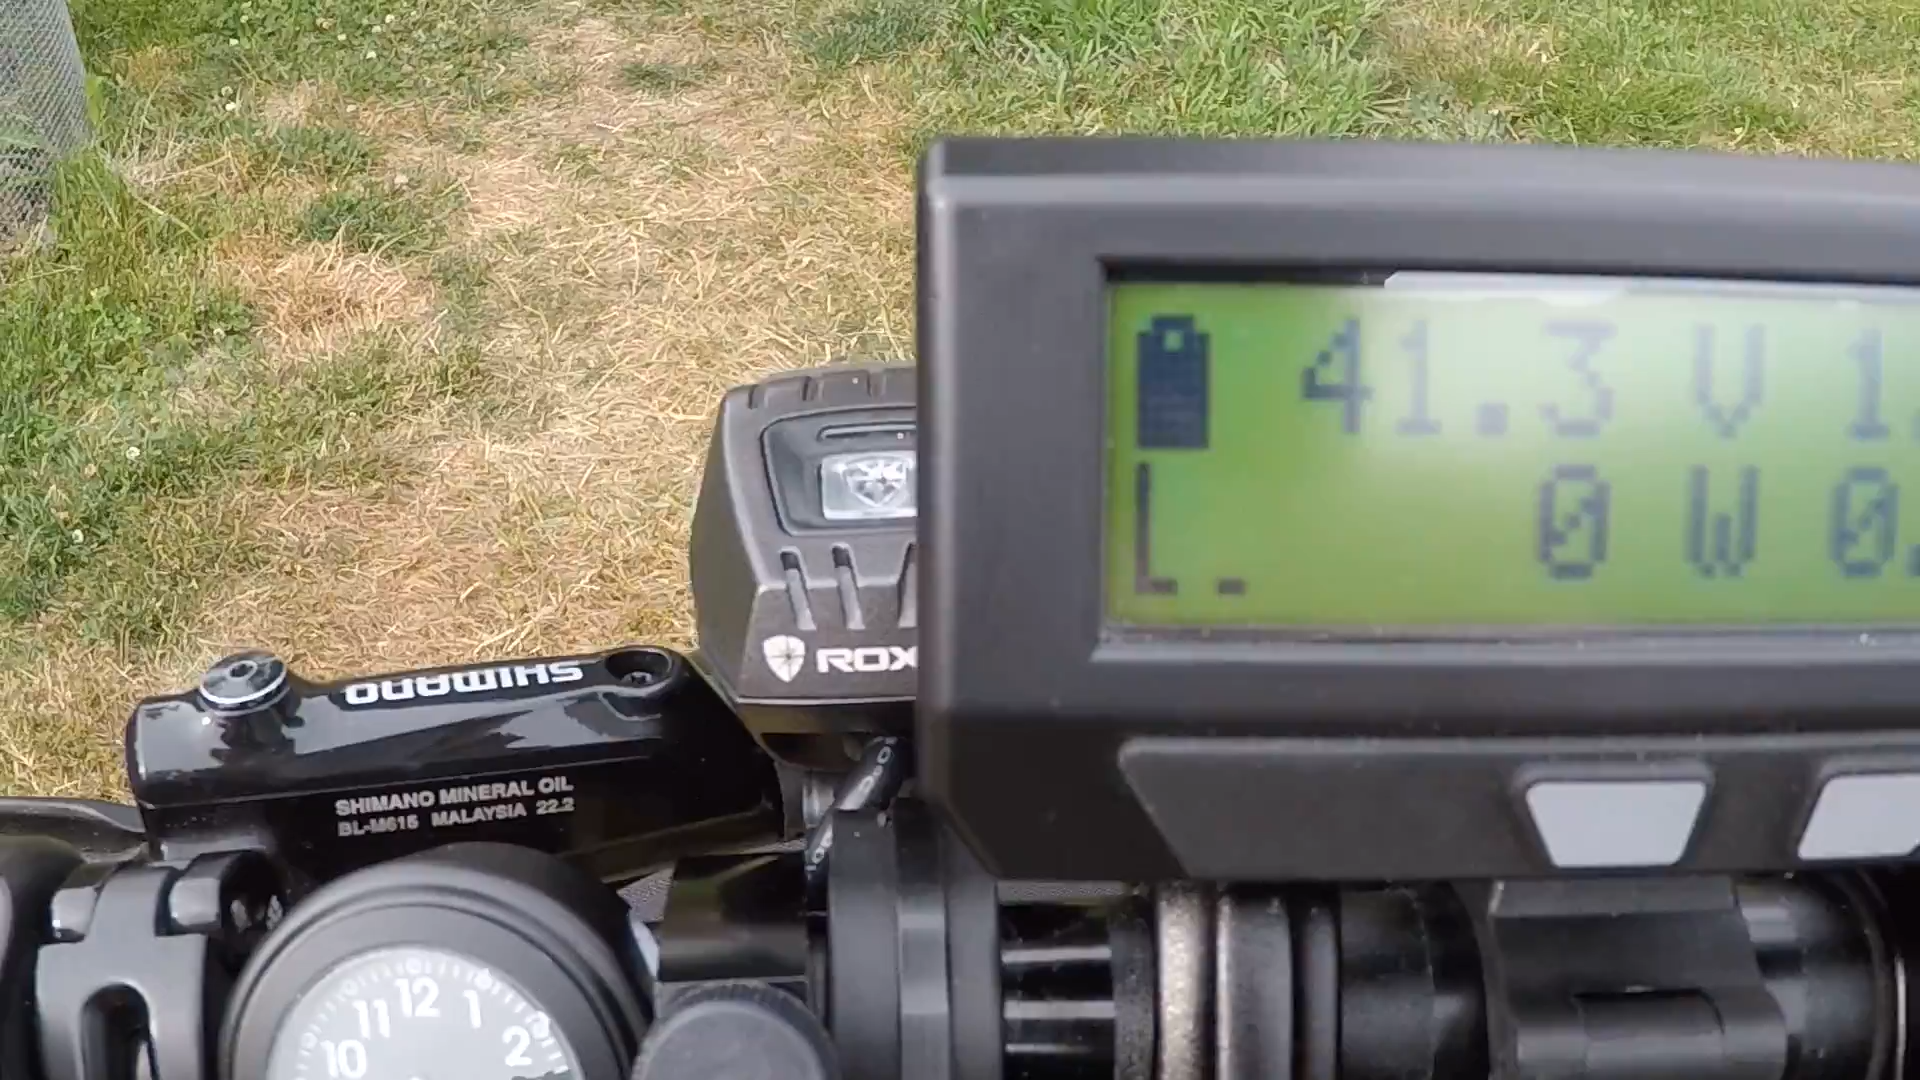 41.3 V 1.
0 W 0.
ROX
SHIMANO
SHIMANO MINERAL OIL
BL-M615 MALAYSIA 22.2
10 11 12 1 2